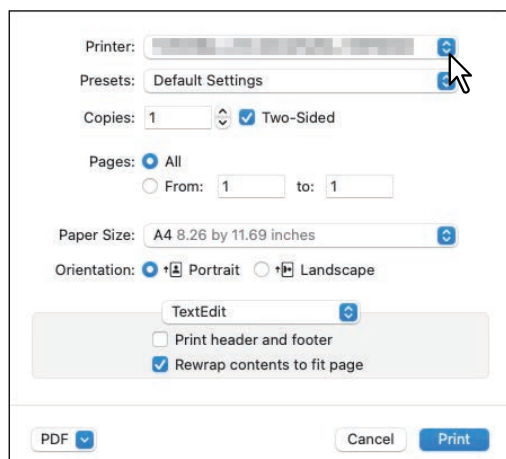 Printer:
Presets: Default Settings
Copies: 1 Two-Sided
Pages: All
From: 1 to: 1
Paper Size: A4 8.26 by 11.69 inches
Orientation: Portrait Landscape
TextEdit
Print header and footer
Rewrap contents to fit page
PDF Cancel Print